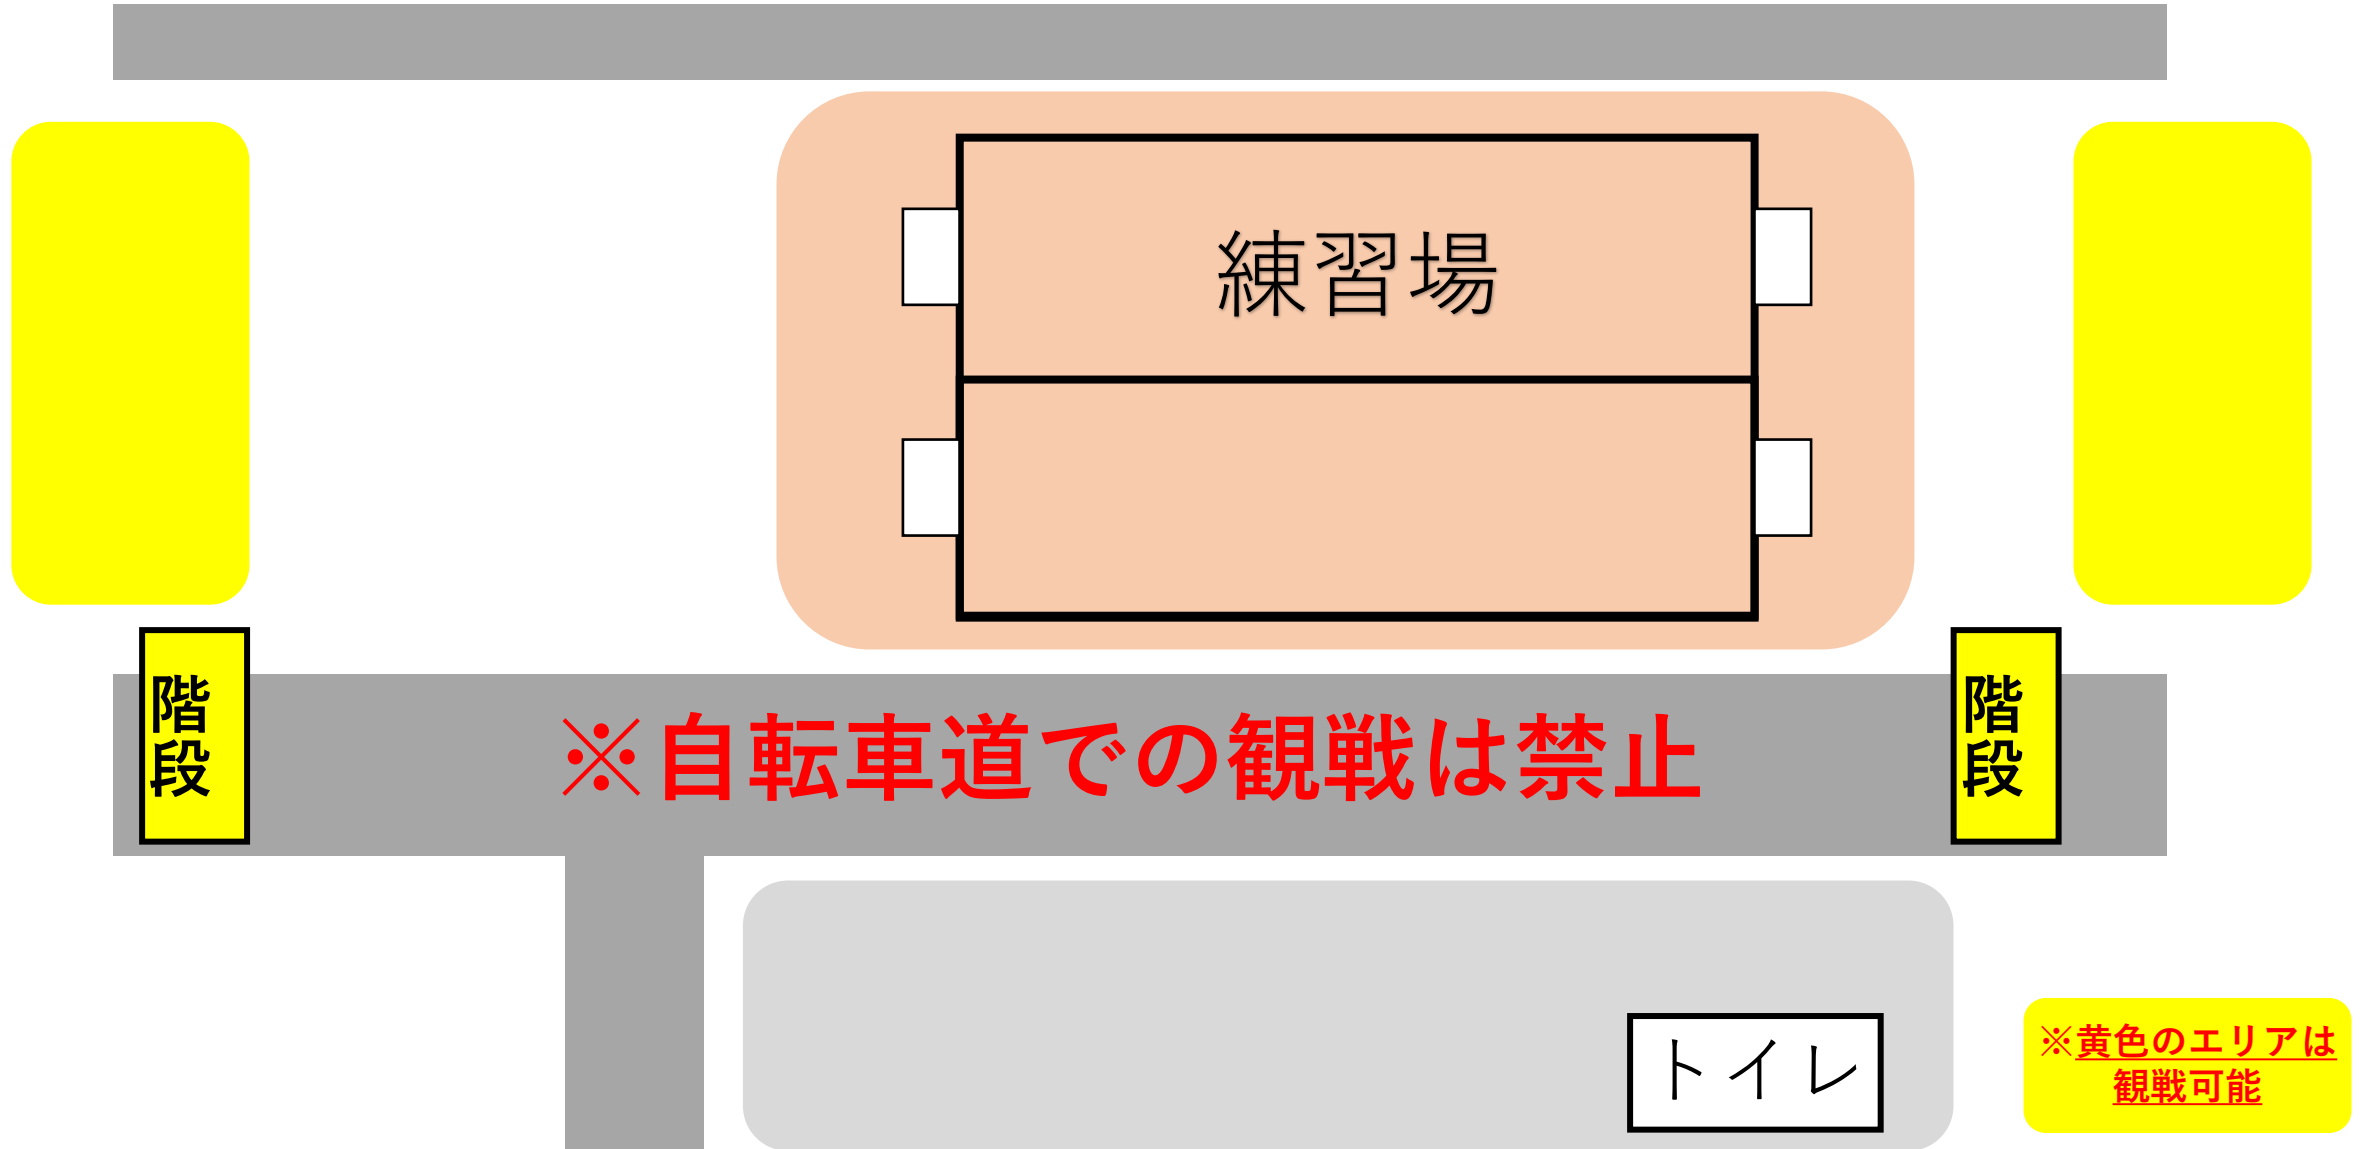 練習場
階段
※自転車道での観戦は禁止
階段
トイレ
※黄色のエリアは
観戦可能